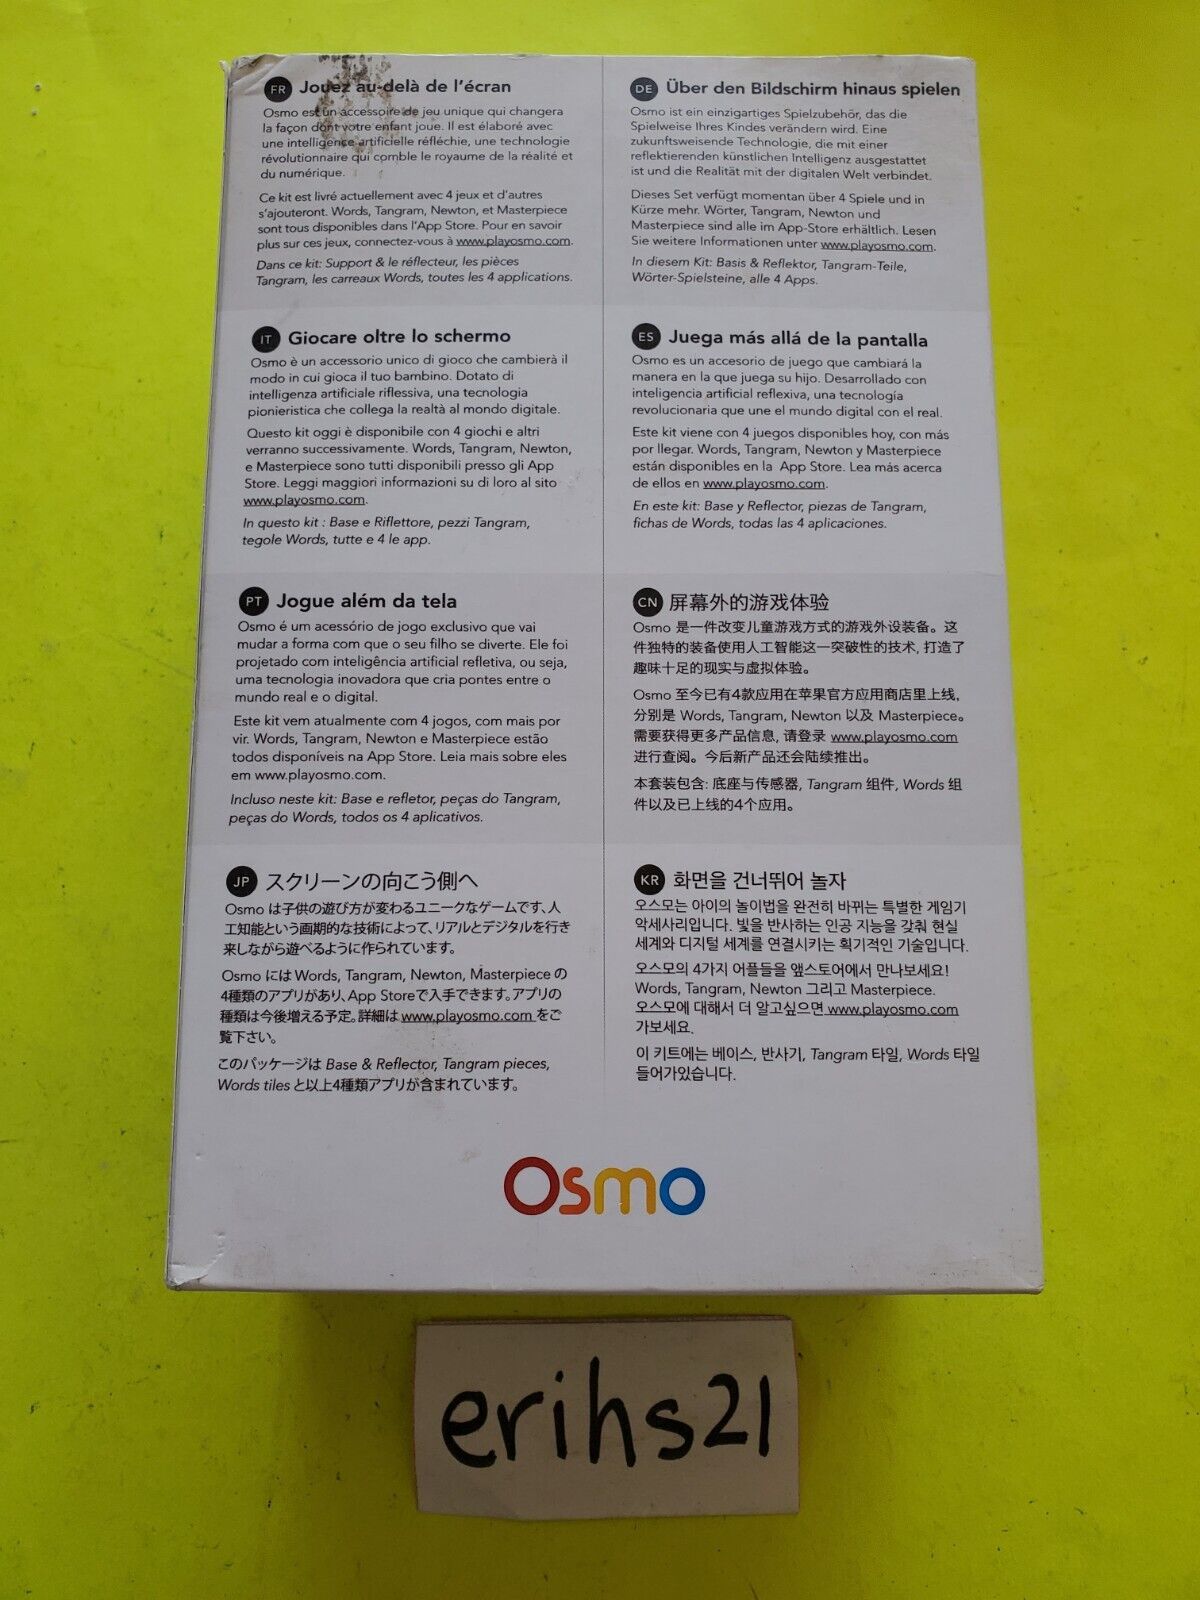 FR Jouez au-delà de l'écran
Osmo est un accessoire de jeu unique qui changera
la façon dont votre enfant joue. Il est élaboré avec
une intelligence artificielle réfléchie, une technologie
révolutionnaire qui comble le royaume de la réalité et
du numérique.
Ce kit est livré actuellement avec 4 jeux et d'autres
s'ajouteront. Words, Tangram, Newton, et Masterpiece
sont tous disponibles dans l'App Store. Pour en savoir
plus sur ces jeux, connectez-vous à www.playosmo.com.
Dans ce kit: Support & le réflecteur, les pièces
Tangram, les carreaux Words, toutes les 4 applications.
DE Über den Bildschirm hinaus spielen
Osmo ist ein einzigartiges Spielzubehör, das die
Spielweise Ihres Kindes verändern wird. Eine
zukunftsweisende Technologie, die mit einer
reflektierenden künstlichen Intelligenz ausgestattet
ist und die Realität mit der digitalen Welt verbindet.
Dieses Set verfügt momentan über 4 Spiele und in
Kürze mehr. Wörter, Tangram, Newton und
Masterpiece sind alle im App-Store erhältlich. Lesen
Sie weitere Informationen unter www.playosmo.com.
In diesem Kit: Basis & Reflektor, Tangram-Teile,
Wörter-Spielsteine, alle 4 Apps.
IT Giocare oltre lo schermo
Osmo è un accessorio unico di gioco che cambierà il
modo in cui gioca il tuo bambino. Dotato di
intelligenza artificiale riflessiva, una tecnologia
pionieristica che collega la realtà al mondo digitale.
Questo kit oggi è disponibile con 4 giochi e altri
verranno successivamente. Words, Tangram, Newton,
e Masterpiece sono tutti disponibili presso gli App
Store. Leggi maggiori informazioni su di loro al sito
www.playosmo.com.
In questo kit : Base e Riflettore, pezzi Tangram,
tegole Words, tutte e 4 le app.
ES Juega más allá de la pantalla
Osmo es un accesorio de juego que cambiará la
manera en la que juega su hijo. Desarrollado con
inteligencia artificial reflexiva, una tecnología
revolucionaria que une el mundo digital con el real.
Este kit viene con 4 juegos disponibles hoy, con más
por llegar. Words, Tangram, Newton y Masterpiece
están disponibles en la App Store. Lea más acerca
de ellos en www.playosmo.com.
En este kit: Base y Reflector, piezas de Tangram,
fichas de Words, todas las 4 aplicaciones.
PT Jogue além da tela
Osmo é um acessório de jogo exclusivo que vai
mudar a forma com que o seu filho se diverte. Ele foi
projetado com inteligência artificial refletiva, ou seja,
uma tecnologia inovadora que cria pontes entre o
mundo real e o digital.
Este kit vem atualmente com 4 jogos, com mais por
vir. Words, Tangram, Newton e Masterpiece estão
todos disponíveis na App Store. Leia mais sobre eles
em www.playosmo.com.
Incluso neste kit: Base e refletor, peças do Tangram,
peças do Words, todos os 4 aplicativos.
CN 屏幕外的游戏体验
Osmo 是一件改变儿童游戏方式的游戏外设装备。这
件独特的装备使用人工智能这一突破性的技术, 打造了
趣味十足的现实与虚拟体验。
Osmo 至今已有4款应用在苹果官方应用商店里上线,
分别是 Words, Tangram, Newton 以及 Masterpiece。
需要获得更多产品信息, 请登录 www.playosmo.com
进行查阅。今后新产品还会陆续推出。
本套装包含: 底座与传感器, Tangram 组件, Words 组
件以及已上线的4个应用。
JP スクリーンの向こう側へ
Osmo は子供の遊び方が変わるユニークなゲームです、人
工知能という画期的な技術によって、リアルとデジタルを行き
来しながら遊べるように作られています。
Osmo には Words, Tangram, Newton, Masterpiece の
4種類のアプリがあり、App Storeで入手できます。アプリの
種類は今後増える予定。詳細は www.playosmo.com をご
覧下さい。
このパッケージは Base & Reflector, Tangram pieces,
Words tiles と以上4種類アプリが含まれています。
KR 화면을 건너뛰어 놀자
오스모는 아이의 놀이법을 완전히 바뀌는 특별한 게임기
악세사리입니다. 빛을 반사하는 인공 지능을 갖춰 현실
세계와 디지털 세계를 연결시키는 획기적인 기술입니다.
오스모의 4가지 어플들을 앺스토어에서 만나보세요!
Words, Tangram, Newton 그리고 Masterpiece.
오스모에 대해서 더 알고싶으면 www.playosmo.com
가보세요.
이 키트에는 베이스, 반사기, Tangram 타일, Words 타일
들어가있습니다.
Osmo
erihs21